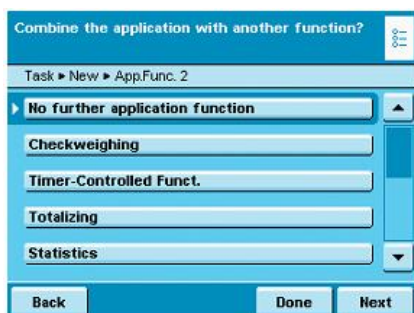 Combine the application with another function?
Task ▸ New ▸ App.Func. 2
No further application function
Checkweighing
Timer-Controlled Funct.
Totalizing
Statistics
Back Done Next